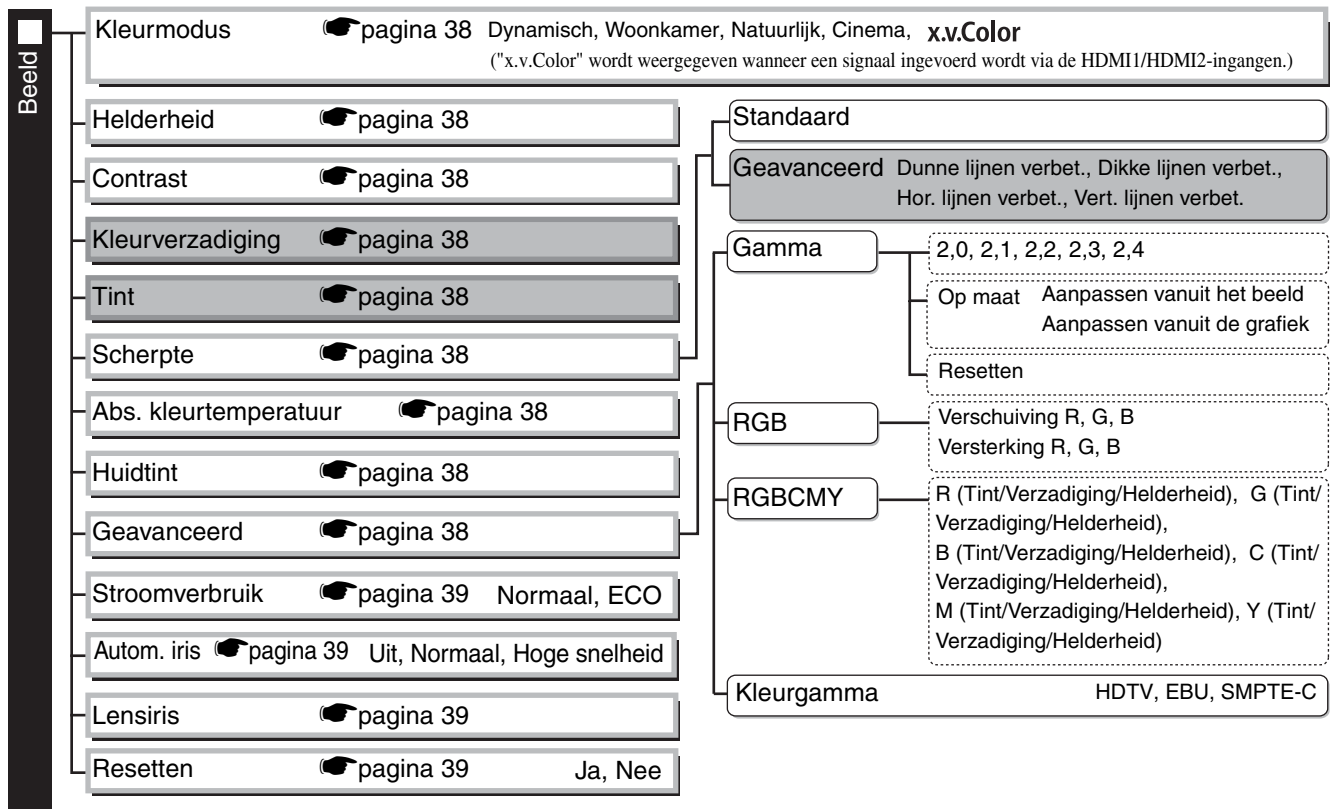 Beeld
Kleurmodus ☛pagina 38 Dynamisch, Woonkamer, Natuurlijk, Cinema, x.v.Color
("x.v.Color" wordt weergegeven wanneer een signaal ingevoerd wordt via de HDMI1/HDMI2-ingangen.)
Helderheid ☛pagina 38
Contrast ☛pagina 38
Kleurverzadiging ☛pagina 38
Tint ☛pagina 38
Scherpte ☛pagina 38
Abs. kleurtemperatuur ☛pagina 38
Huidtint ☛pagina 38
Geavanceerd ☛pagina 38
Stroomverbruik ☛pagina 39 Normaal, ECO
Autom. iris ☛pagina 39 Uit, Normaal, Hoge snelheid
Lensiris ☛pagina 39
Resetten ☛pagina 39 Ja, Nee
Standaard
Geavanceerd Dunne lijnen verbet., Dikke lijnen verbet.,
Hor. lijnen verbet., Vert. lijnen verbet.
Gamma
2,0, 2,1, 2,2, 2,3, 2,4
Op maat Aanpassen vanuit het beeld
Aanpassen vanuit de grafiek
Resetten
RGB
Verschuiving R, G, B
Versterking R, G, B
RGBCMY
R (Tint/Verzadiging/Helderheid), G (Tint/
Verzadiging/Helderheid),
B (Tint/Verzadiging/Helderheid), C (Tint/
Verzadiging/Helderheid),
M (Tint/Verzadiging/Helderheid), Y (Tint/
Verzadiging/Helderheid)
Kleurgamma HDTV, EBU, SMPTE-C